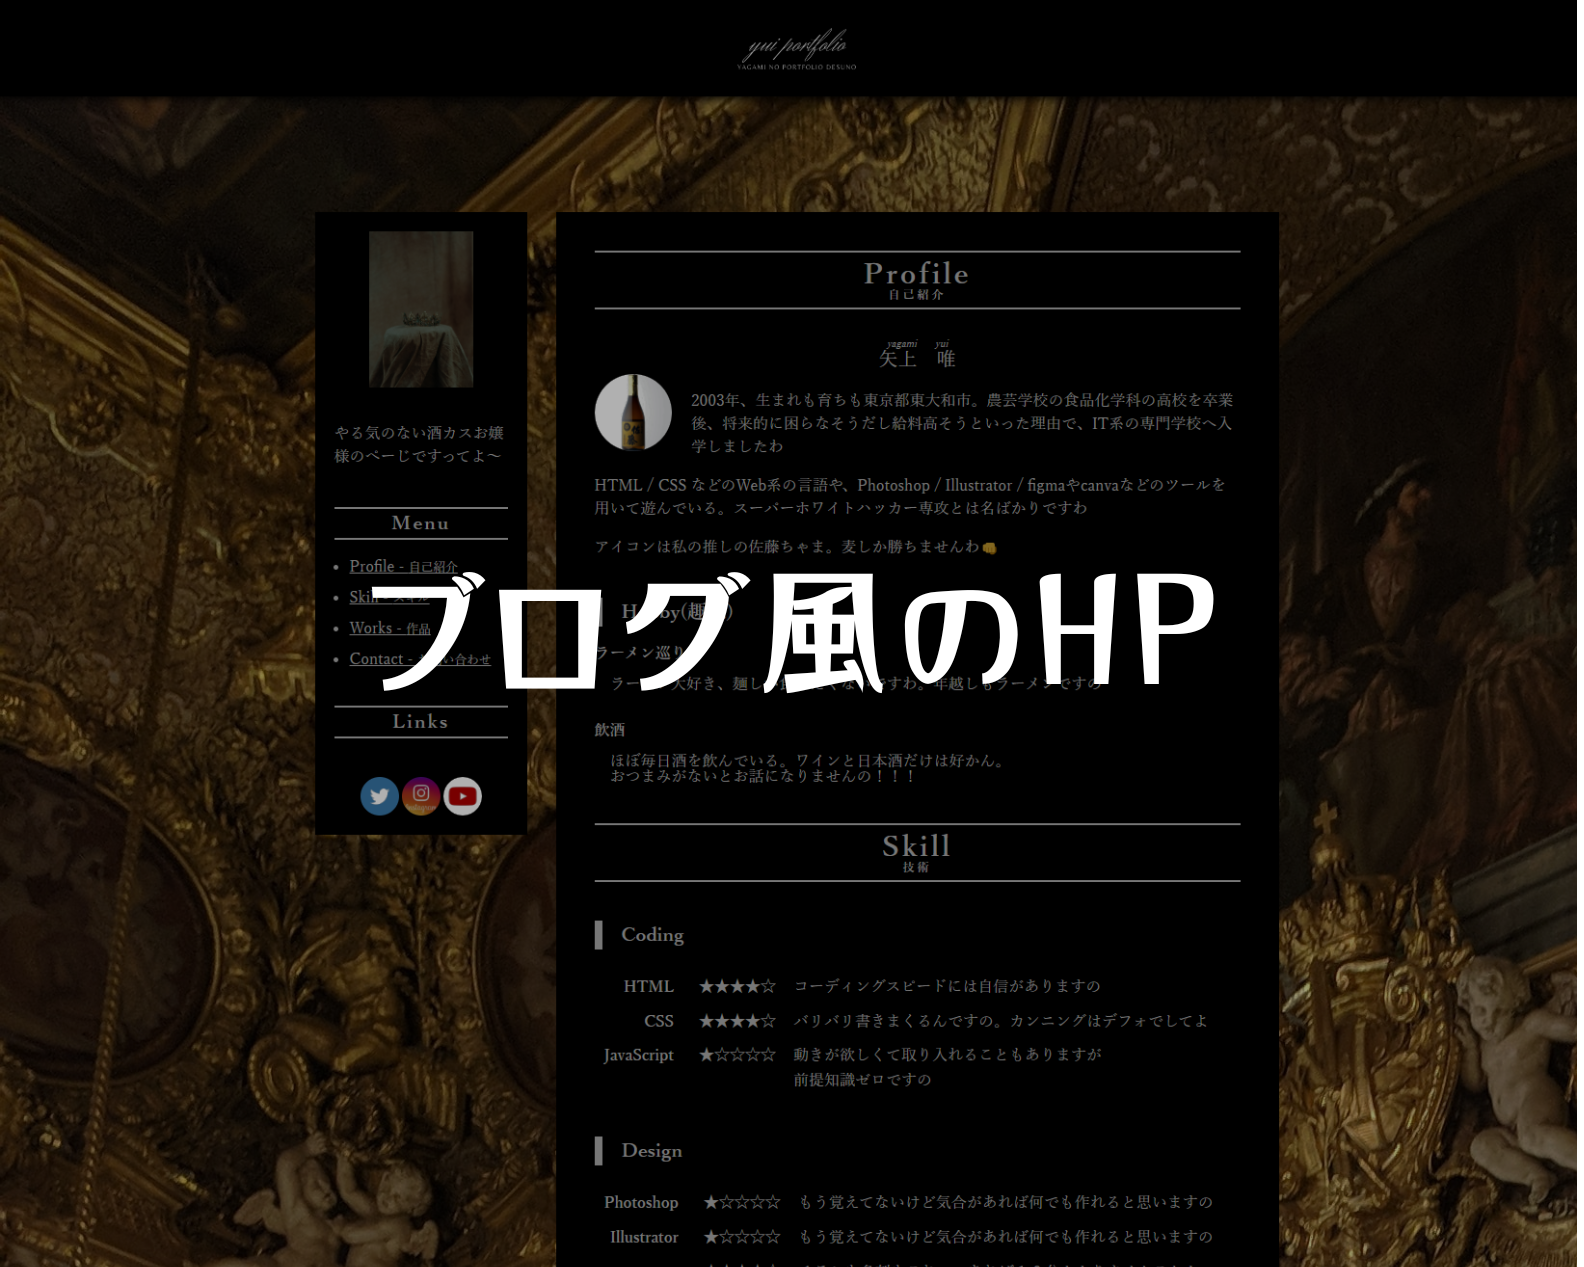 yui portfolio
YAGAMI NO PORTFOLIO DESUNO
やる気のない酒カスお嬢
様のぺーじですってよ～
Menu
Profile - 自己紹介
Skill - スキル
Works - 作品
Contact - お問い合わせ
Links
Profile
自己紹介
yagami yui
矢上 唯
2003年、生まれも育ちも東京都東大和市。農芸学校の食品化学科の高校を卒業
後、将来的に困らなそうだし給料高そうといった理由で、IT系の専門学校へ入
学しましたわ
HTML / CSS などのWeb系の言語や、Photoshop / Illustrator / figmaやcanvaなどのツールを
用いて遊んでいる。スーパーホワイトハッカー専攻とは名ばかりですわ
アイコンは私の推しの佐藤ちゃま。麦しか勝ちませんわ👊
ブログ風のHP
Hobby(趣味)
ラーメン巡り
ラーメン大好き、麺しか食べたくないですわ。年越しもラーメンですの
飲酒
ほぼ毎日酒を飲んでいる。ワインと日本酒だけは好かん。
おつまみがないとお話になりませんの！！！
Skill
技術
Coding
HTML ★★★★☆ コーディングスピードには自信がありますの
CSS ★★★★☆ バリバリ書きまくるんですの。カンニングはデフォでしてよ
JavaScript ★☆☆☆☆ 動きが欲しくて取り入れることもありますが
前提知識ゼロですの
Design
Photoshop ★☆☆☆☆ もう覚えてないけど気合があれば何でも作れると思いますの
Illustrator ★☆☆☆☆ もう覚えてないけど気合があれば何でも作れると思いますの